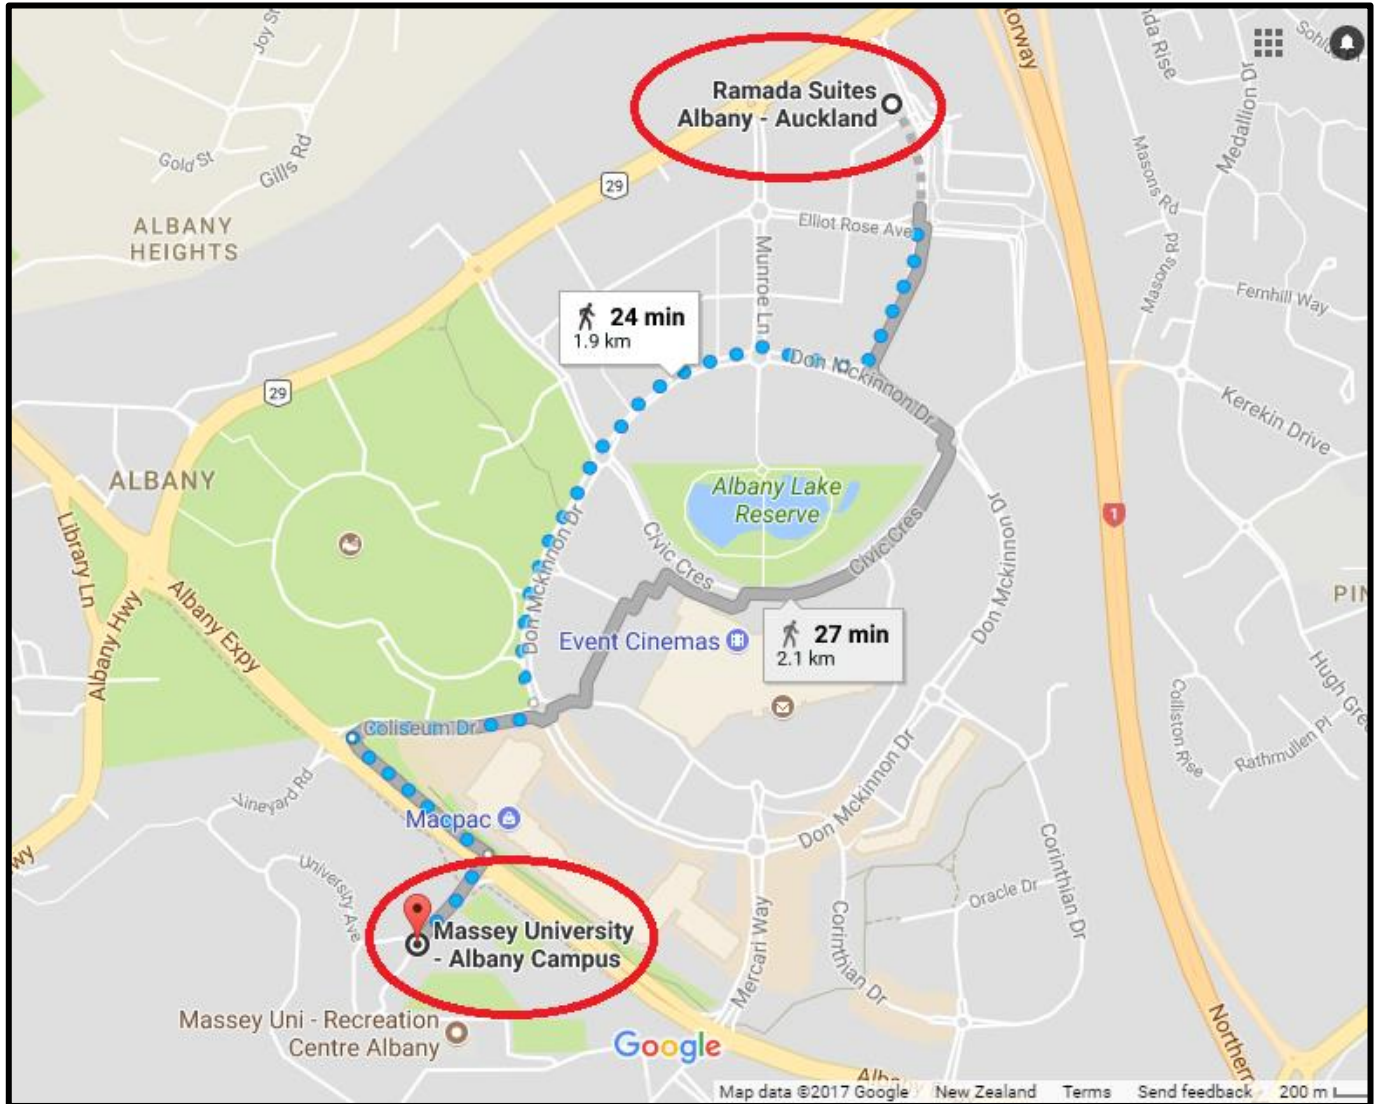 Joy St
Gold St
Gills Rd
ALBANY
HEIGHTS
29
Ramada Suites
Albany - Auckland
Medallion Dr
Masons Rd
Masons Rd
Fernhill Way
Elliot Rose Ave
Munroe Ln
24 min
1.9 km
Don Mckinnon Dr
29
Kerekin Drive
ALBANY
Library Ln
Albany Hwy
Albany Expy
Albany Lake
Reserve
Civic Cres
Civic Cres
Don Mckinnon Dr
Don Mckinnon Dr
1
Event Cinemas
27 min
2.1 km
Colliston Rise
Rathmullen Pl
Coliseum Dr
Vineyard Rd
Macpac
Don Mckinnon Dr
University Ave
Massey University
- Albany Campus
Mercari Way
Corinthian Dr
Oracle Dr
Corinthian Dr
Massey Uni - Recreation
Centre Albany
Google
Northern
Map data ©2017 Google New Zealand Terms Send feedback 200 m